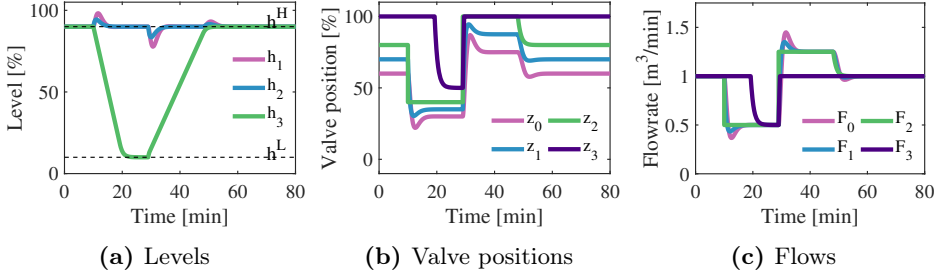 Level [%]
100
50
0
h^H
h_1
h_2
h_3
h^L
0 20 40 60 80
Time [min]
(a) Levels
Valve position [%]
100
50
0
z_0 z_2
z_1 z_3
0 20 40 60 80
Time [min]
(b) Valve positions
Flowrate [m^3/min]
1.5
1
0.5
0
F_0 F_2
F_1 F_3
0 20 40 60 80
Time [min]
(c) Flows